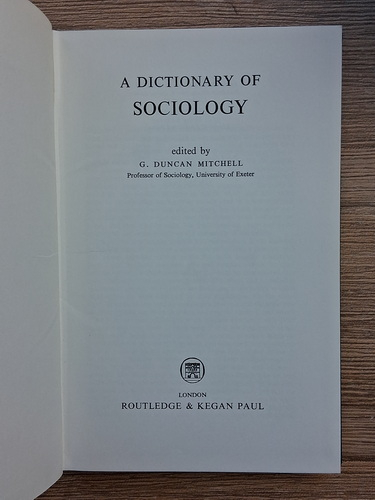 A DICTIONARY OF
SOCIOLOGY
edited by
G. DUNCAN MITCHELL
Professor of Sociology, University of Exeter
LONDON
ROUTLEDGE & KEGAN PAUL